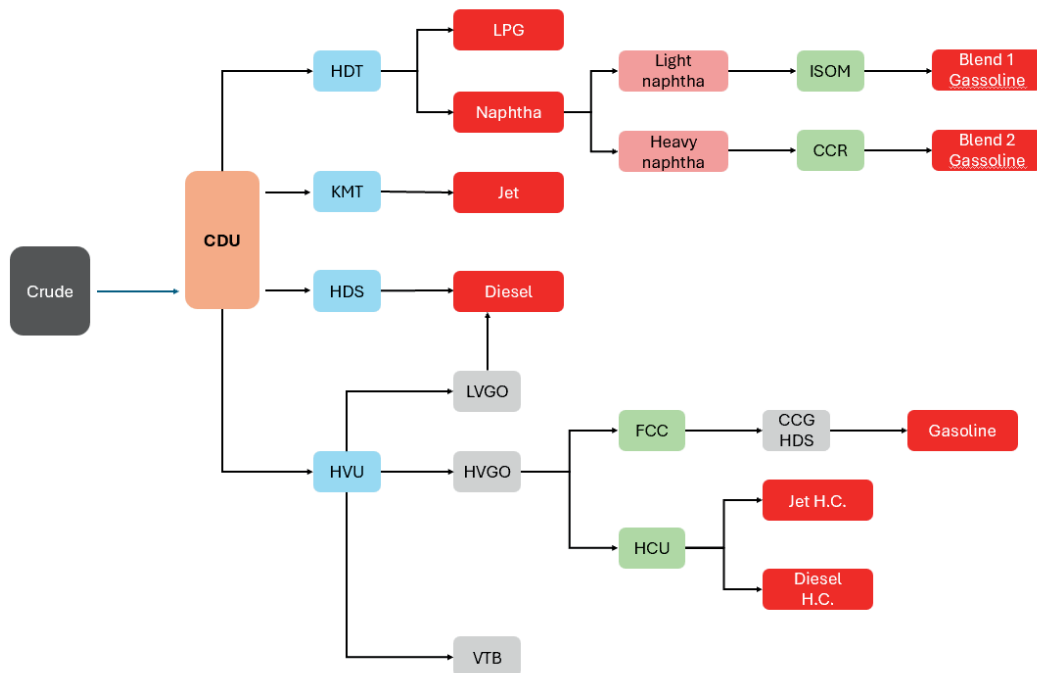 LPG
HDT
Light
naphtha
ISOM
Blend 1
Gassoline
Naphtha
Heavy
naphtha
CCR
Blend 2
Gassoline
KMT
Jet
CDU
Crude
HDS
Diesel
LVGO
FCC
CCG
HDS
Gasoline
HVU
HVGO
Jet H.C.
HCU
Diesel
H.C.
VTB